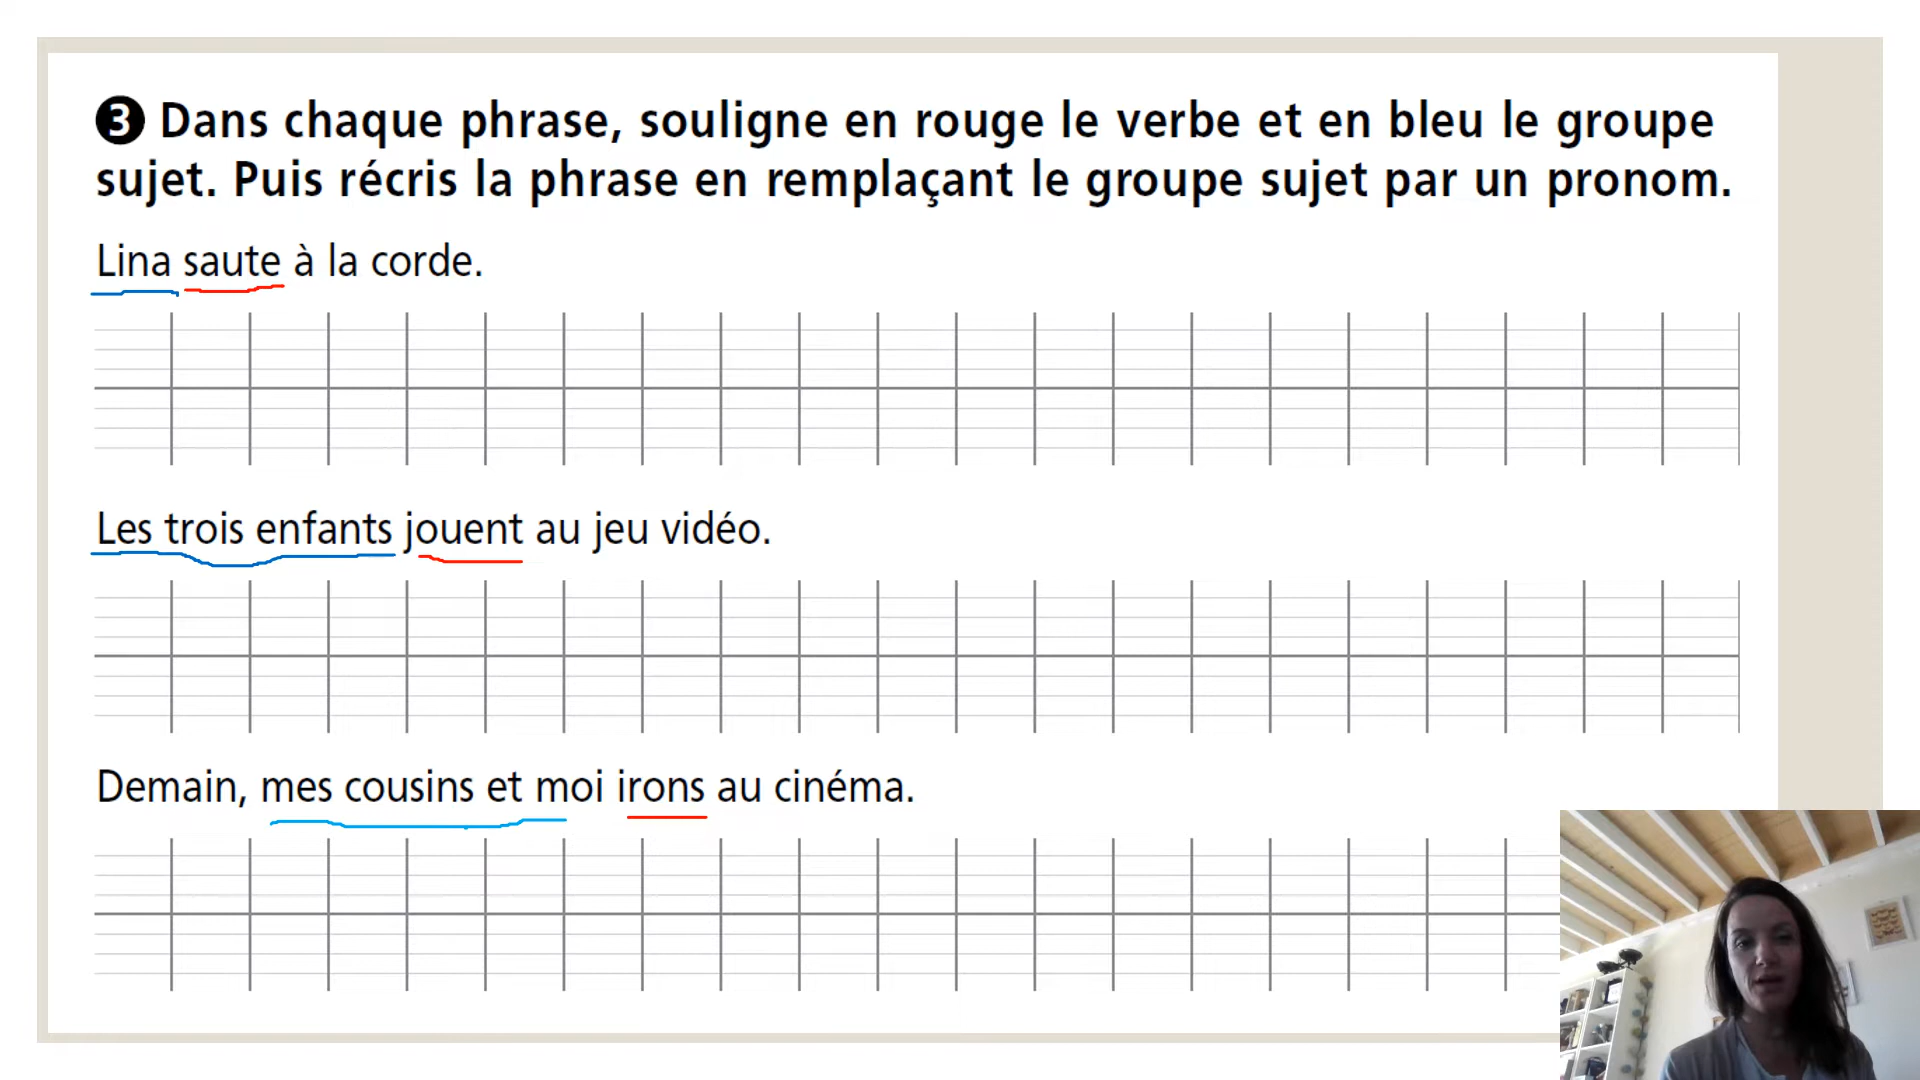 3 Dans chaque phrase, souligne en rouge le verbe et en bleu le groupe
sujet. Puis récris la phrase en remplaçant le groupe sujet par un pronom.
Lina saute à la corde.
Les trois enfants jouent au jeu vidéo.
Demain, mes cousins et moi irons au cinéma.